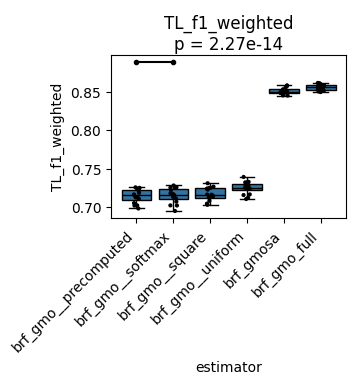 TL_f1_weighted
p = 2.27e-14
TL_f1_weighted
0.85
0.80
0.75
0.70
brf_gmo__precomputed
brf_gmo__softmax
brf_gmo__square
brf_gmo__uniform
brf_gmosa
brf_gmo_full
estimator